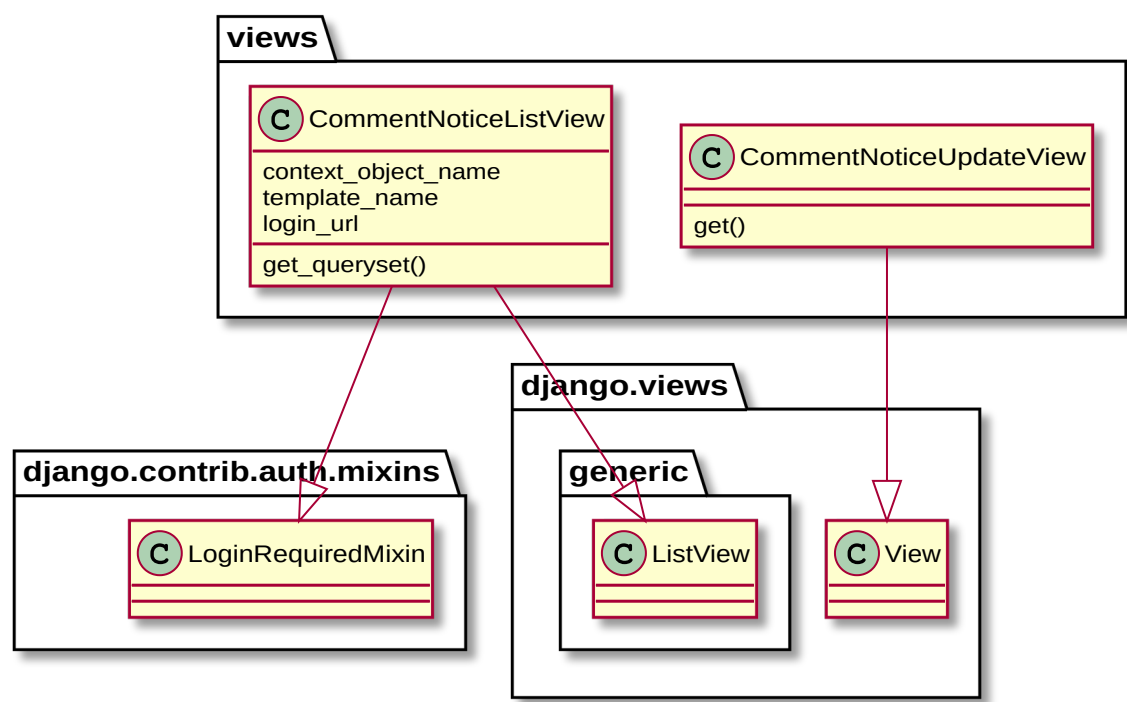 views
C CommentNoticeListView
context_object_name
template_name
login_url
get_queryset()
C CommentNoticeUpdateView
get()
django.views
django.contrib.auth.mixins
generic
C LoginRequiredMixin
C ListView
C View